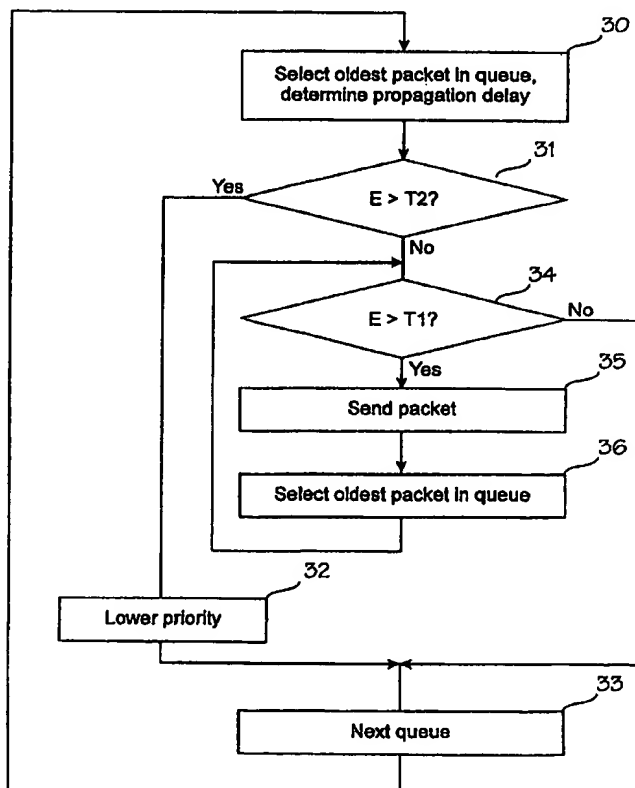 30
Select oldest packet in queue,
determine propagation delay
31
Yes
E > T2?
No
34
E > T1?
No
Yes
35
Send packet
36
Select oldest packet in queue
32
Lower priority
33
Next queue